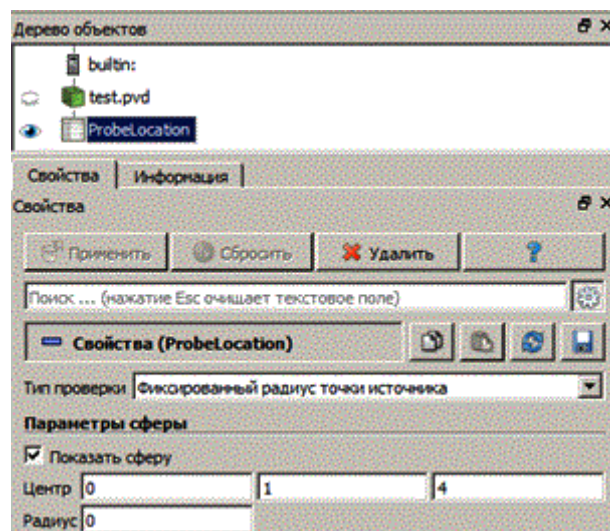 Дерево объектов
builtin:
test.pvd
ProbeLocation
Свойства Информация
Свойства
Применить Сбросить Удалить ?
Поиск ... (нажатие Esc очищает текстовое поле)
Свойства (ProbeLocation)
Тип проверки Фиксированный радиус точки источника
Параметры сферы
Показать сферу
Центр 0 1 4
Радиус 0